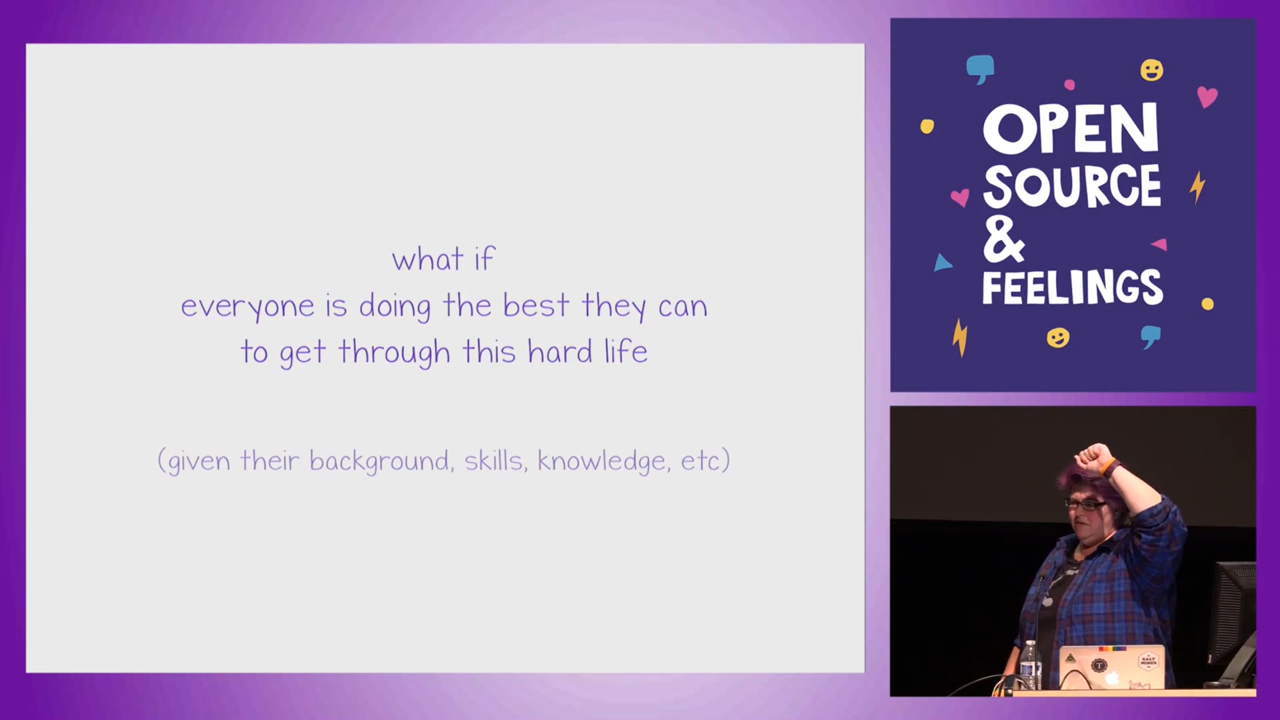 what if
everyone is doing the best they can
to get through this hard life
(given their background, skills, knowledge, etc)
OPEN
SOURCE
&
FEELINGS